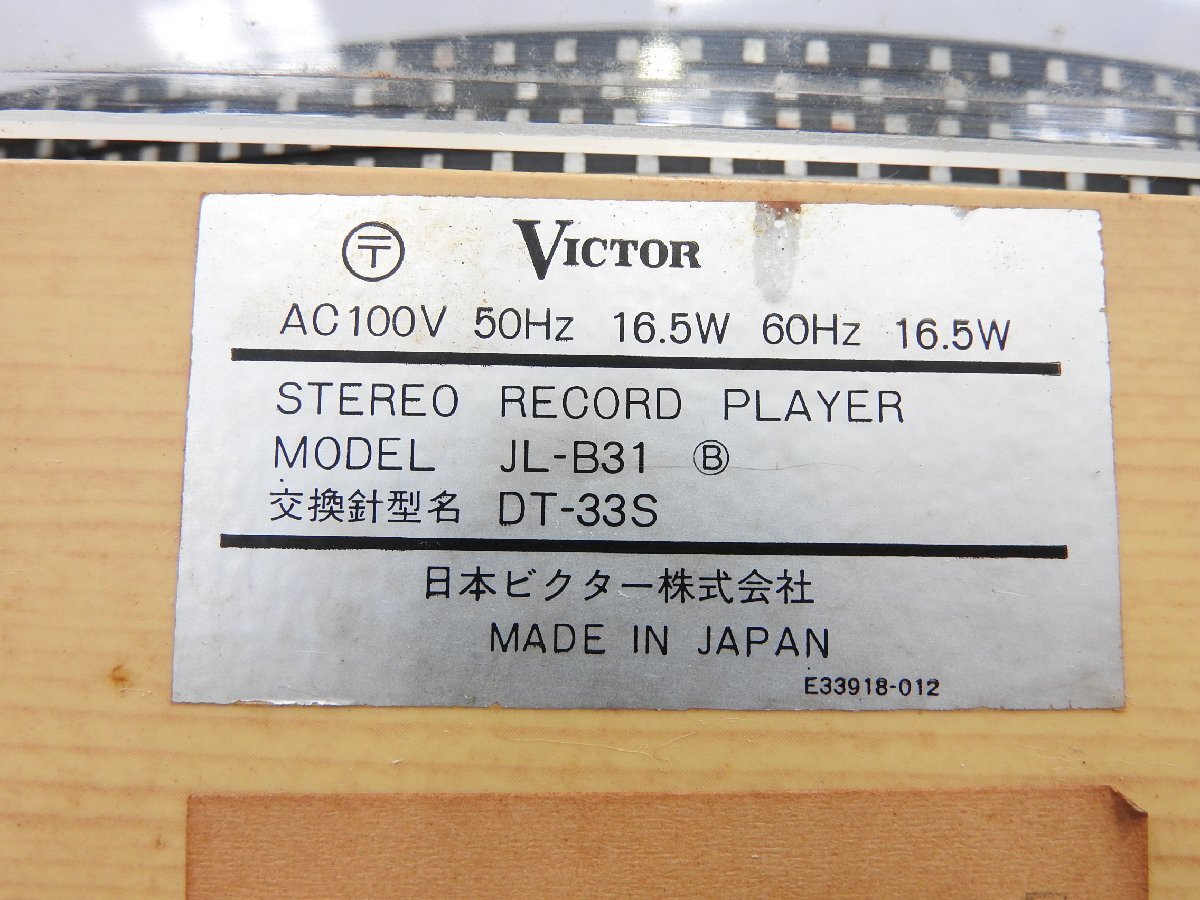 〒 VICTOR
AC100V 50Hz 16.5W 60Hz 16.5W
STEREO RECORD PLAYER
MODEL JL-B31 Ⓑ
交換針型名 DT-33S
日本ビクター株式会社
MADE IN JAPAN
E33918-012